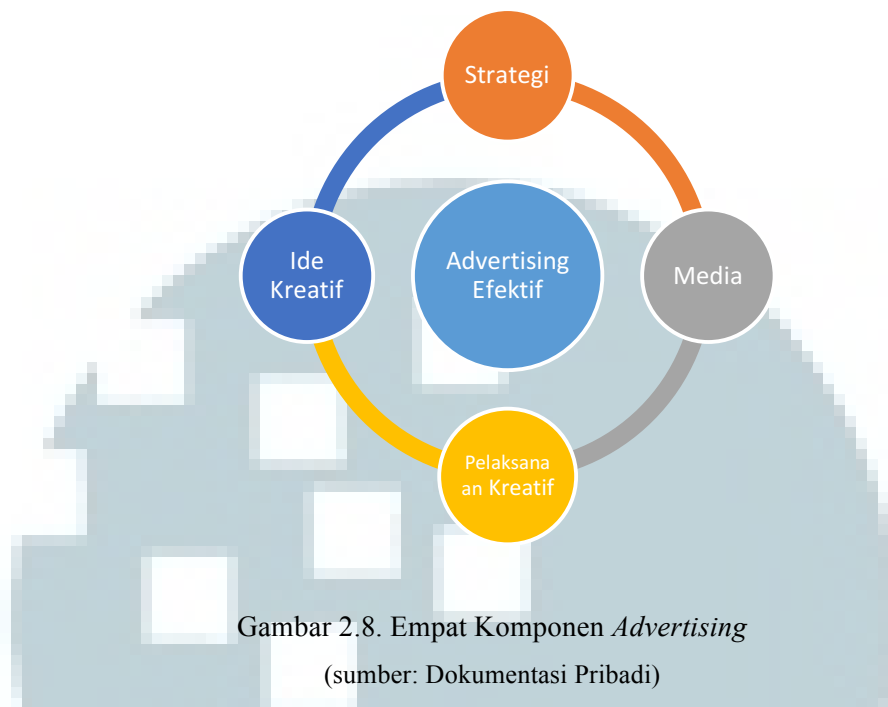 Strategi
Ide
Kreatif
Advertising
Efektif
Media
Pelaksana
an Kreatif
Gambar 2.8. Empat Komponen Advertising
(sumber: Dokumentasi Pribadi)